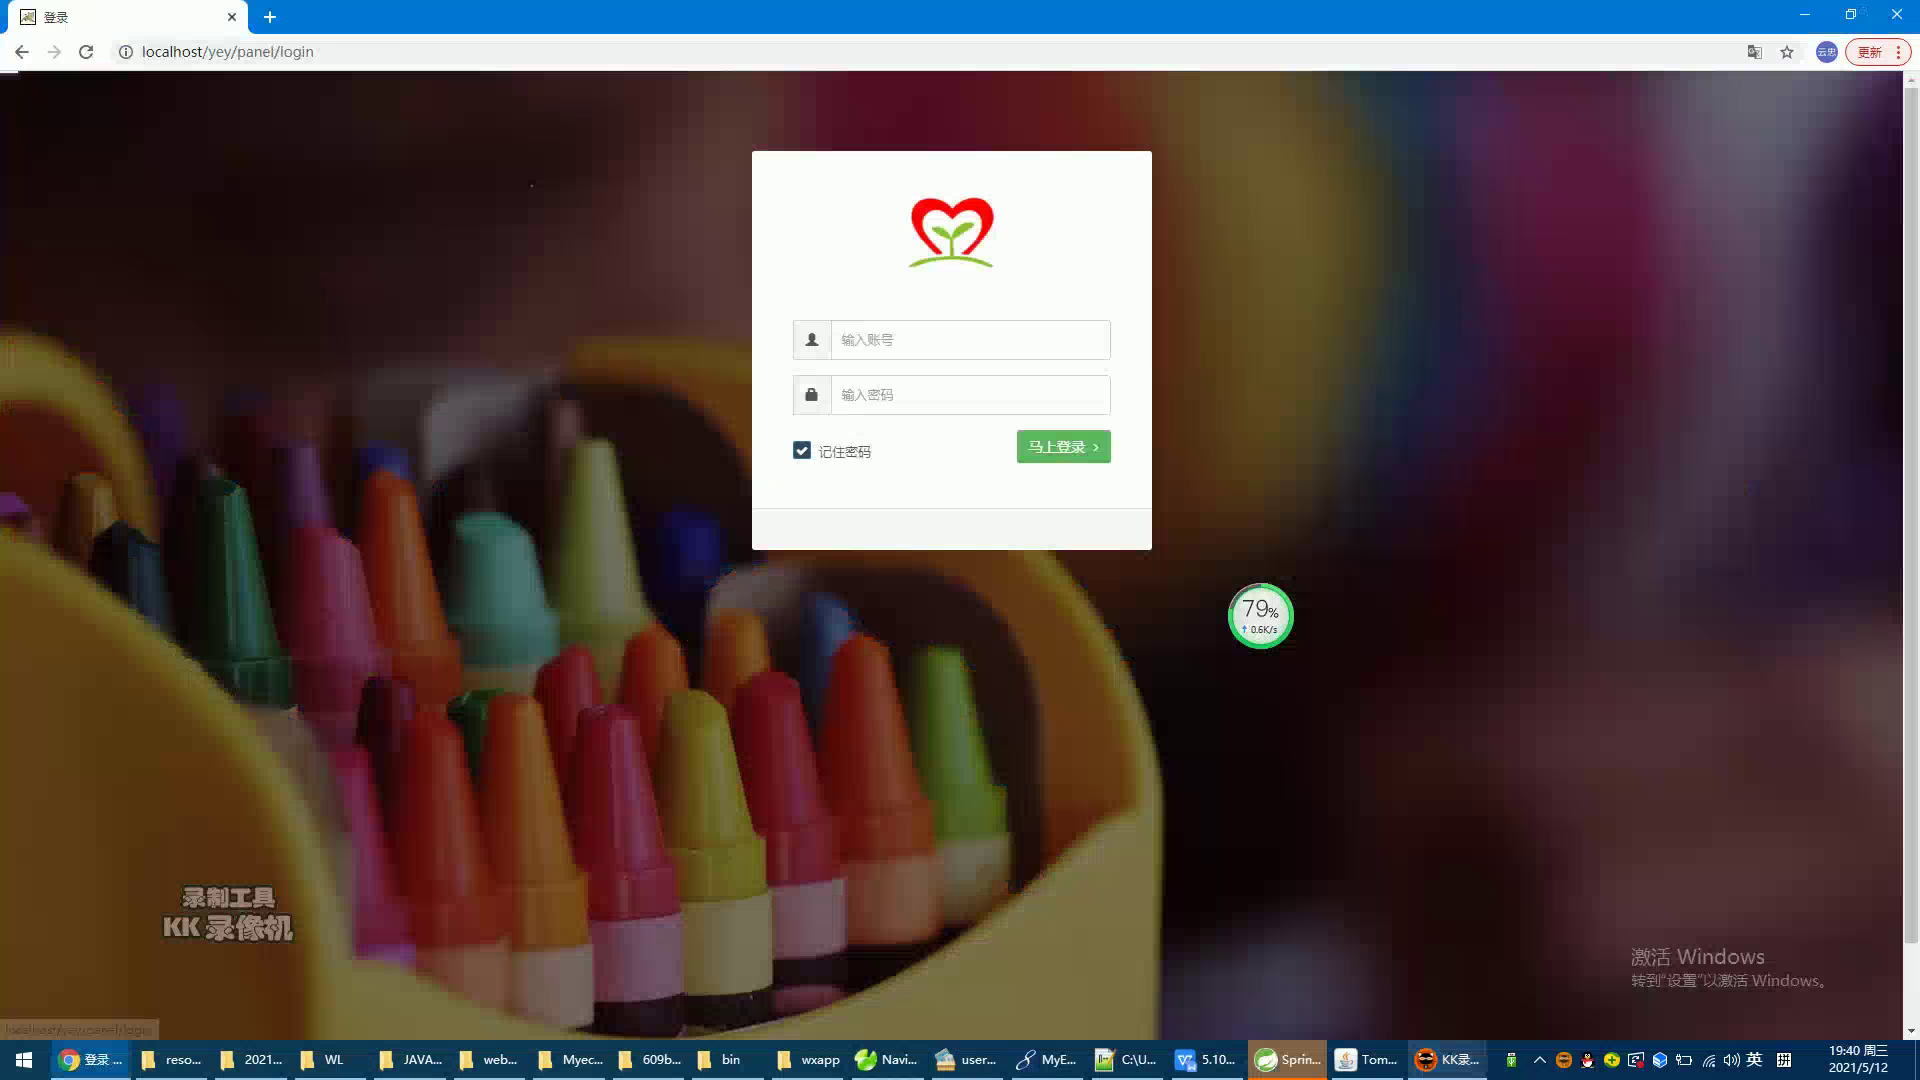 登录
localhost/yey/panel/login
云忠
更新
输入账号
输入密码
记住密码
马上登录
79%
↑ 0.6K/s
录制工具
KK 录像机
激活 Windows
转到“设置”以激活 Windows。
localhost/yey/panel/login
登录 ...
reso...
2021...
WL
JAVA...
web...
Myec...
609b...
bin
wxapp
Navi...
user...
MyE...
C:\U...
5.10...
Sprin...
Tom...
KK录...
英
拼
19:40 周三
2021/5/12